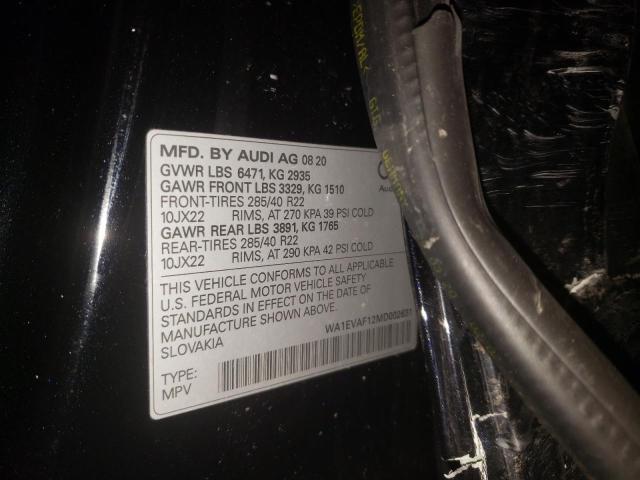 MFD. BY AUDI AG 08 20
GVWR LBS 6471, KG 2935
GAWR FRONT LBS 3329, KG 1510
FRONT-TIRES 285/40 R22
10JX22 RIMS, AT 270 KPA 39 PSI COLD
GAWR REAR LBS 3891, KG 1765
REAR-TIRES 285/40 R22
10JX22 RIMS, AT 290 KPA 42 PSI COLD
THIS VEHICLE CONFORMS TO ALL APPLICABLE
U.S. FEDERAL MOTOR VEHICLE SAFETY
STANDARDS IN EFFECT ON THE DATE OF
MANUFACTURE SHOWN ABOVE.
SLOVAKIA
WA1EVAF12MD002631
TYPE:
MPV